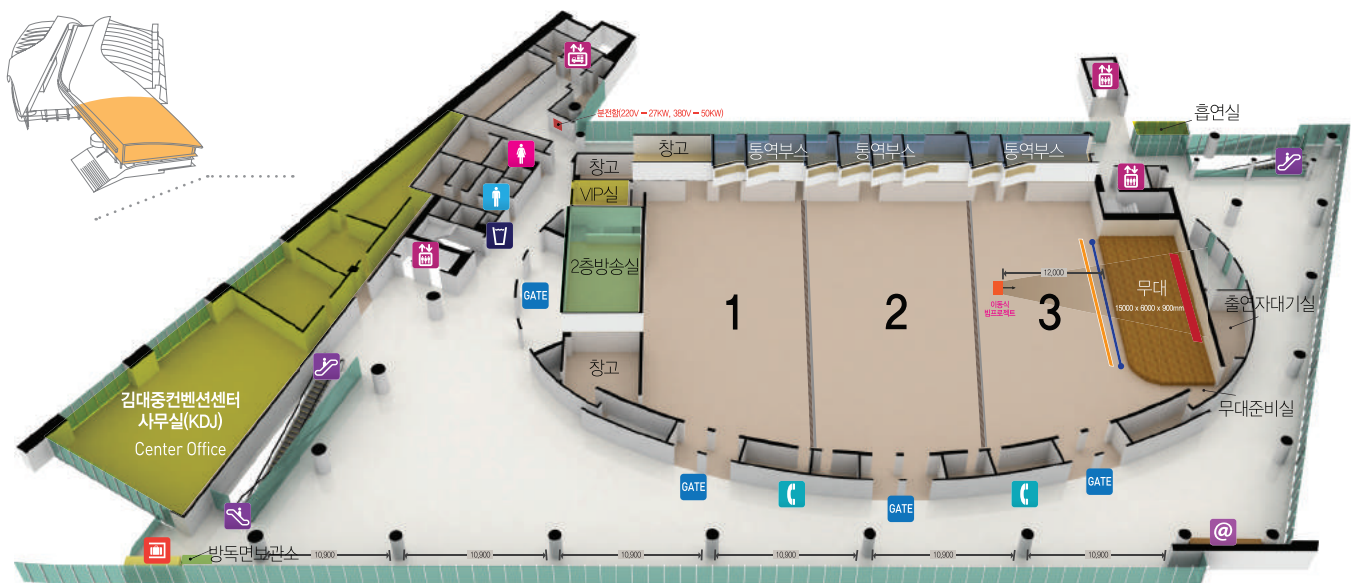 분전함(220V - 27KW, 380V - 50KW)
흡연실
창고
통역부스
통역부스
통역부스
창고
VIP실
2층방송실
GATE
1
2
3
12,000
이동식
빔프로젝트
무대
15000 x 6000 x 900mm
출연자대기실
창고
무대준비실
김대중컨벤션센터
사무실(KDJ)
Center Office
GATE
GATE
GATE
@
방독면보관소
10,900
10,900
10,900
10,900
10,900
10,900